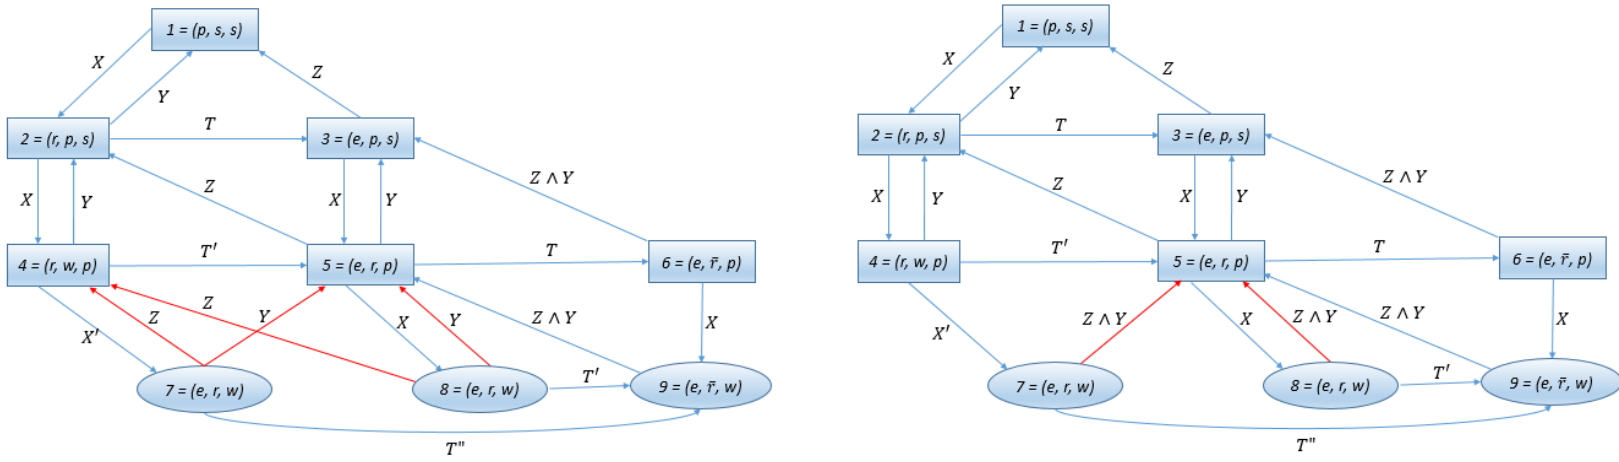 1 = (p, s, s)
X
Y
Z
2 = (r, p, s)
T
3 = (e, p, s)
X
Y
Z
X
Y
Z ∧ Y
4 = (r, w, p)
T′
5 = (e, r, p)
T
6 = (e, r̄, p)
X′
Z
Z
Y
X
Y
Z ∧ Y
X
7 = (e, r, w)
8 = (e, r, w)
T′
9 = (e, r̄, w)
T"
1 = (p, s, s)
X
Y
Z
2 = (r, p, s)
T
3 = (e, p, s)
X
Y
Z
X
Y
Z ∧ Y
4 = (r, w, p)
T′
5 = (e, r, p)
T
6 = (e, r̄, p)
X′
Z ∧ Y
X
Z ∧ Y
Z ∧ Y
X
7 = (e, r, w)
8 = (e, r, w)
T′
9 = (e, r̄, w)
T"